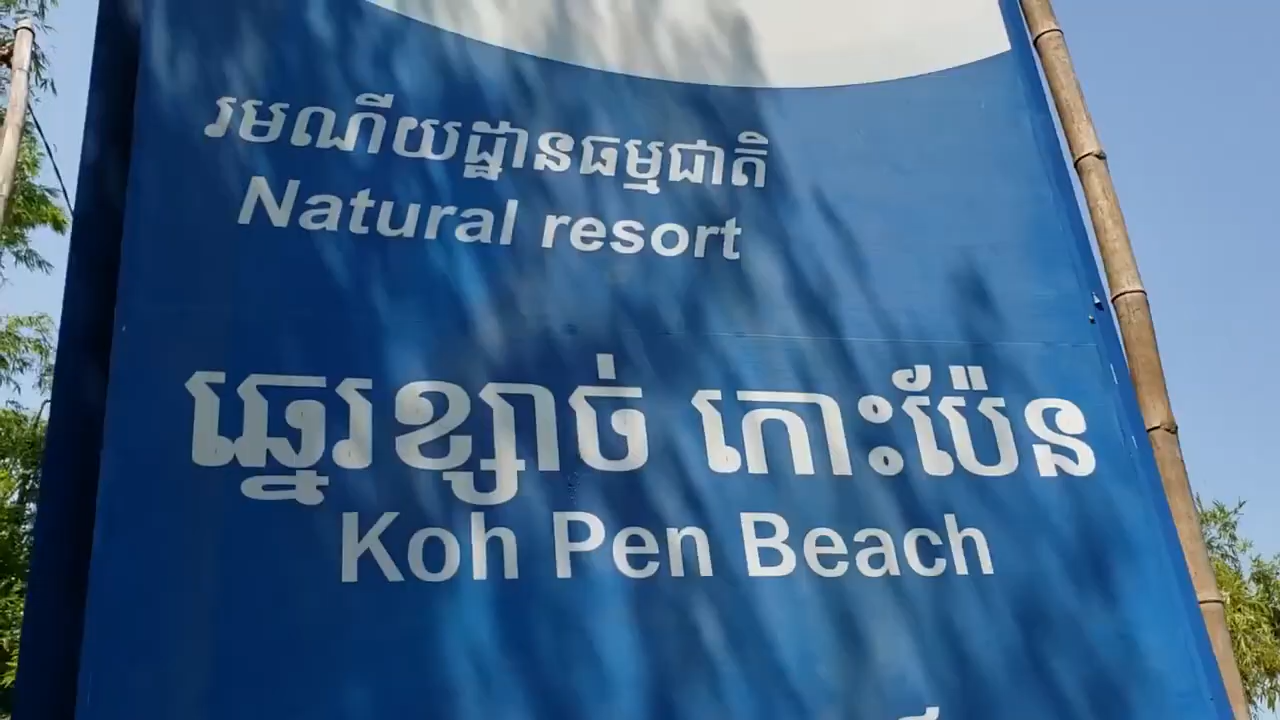 រមណីយដ្ឋានធម្មជាតិ
Natural resort
ឆ្នេរខ្សាច់ កោះប៉ែន
Koh Pen Beach